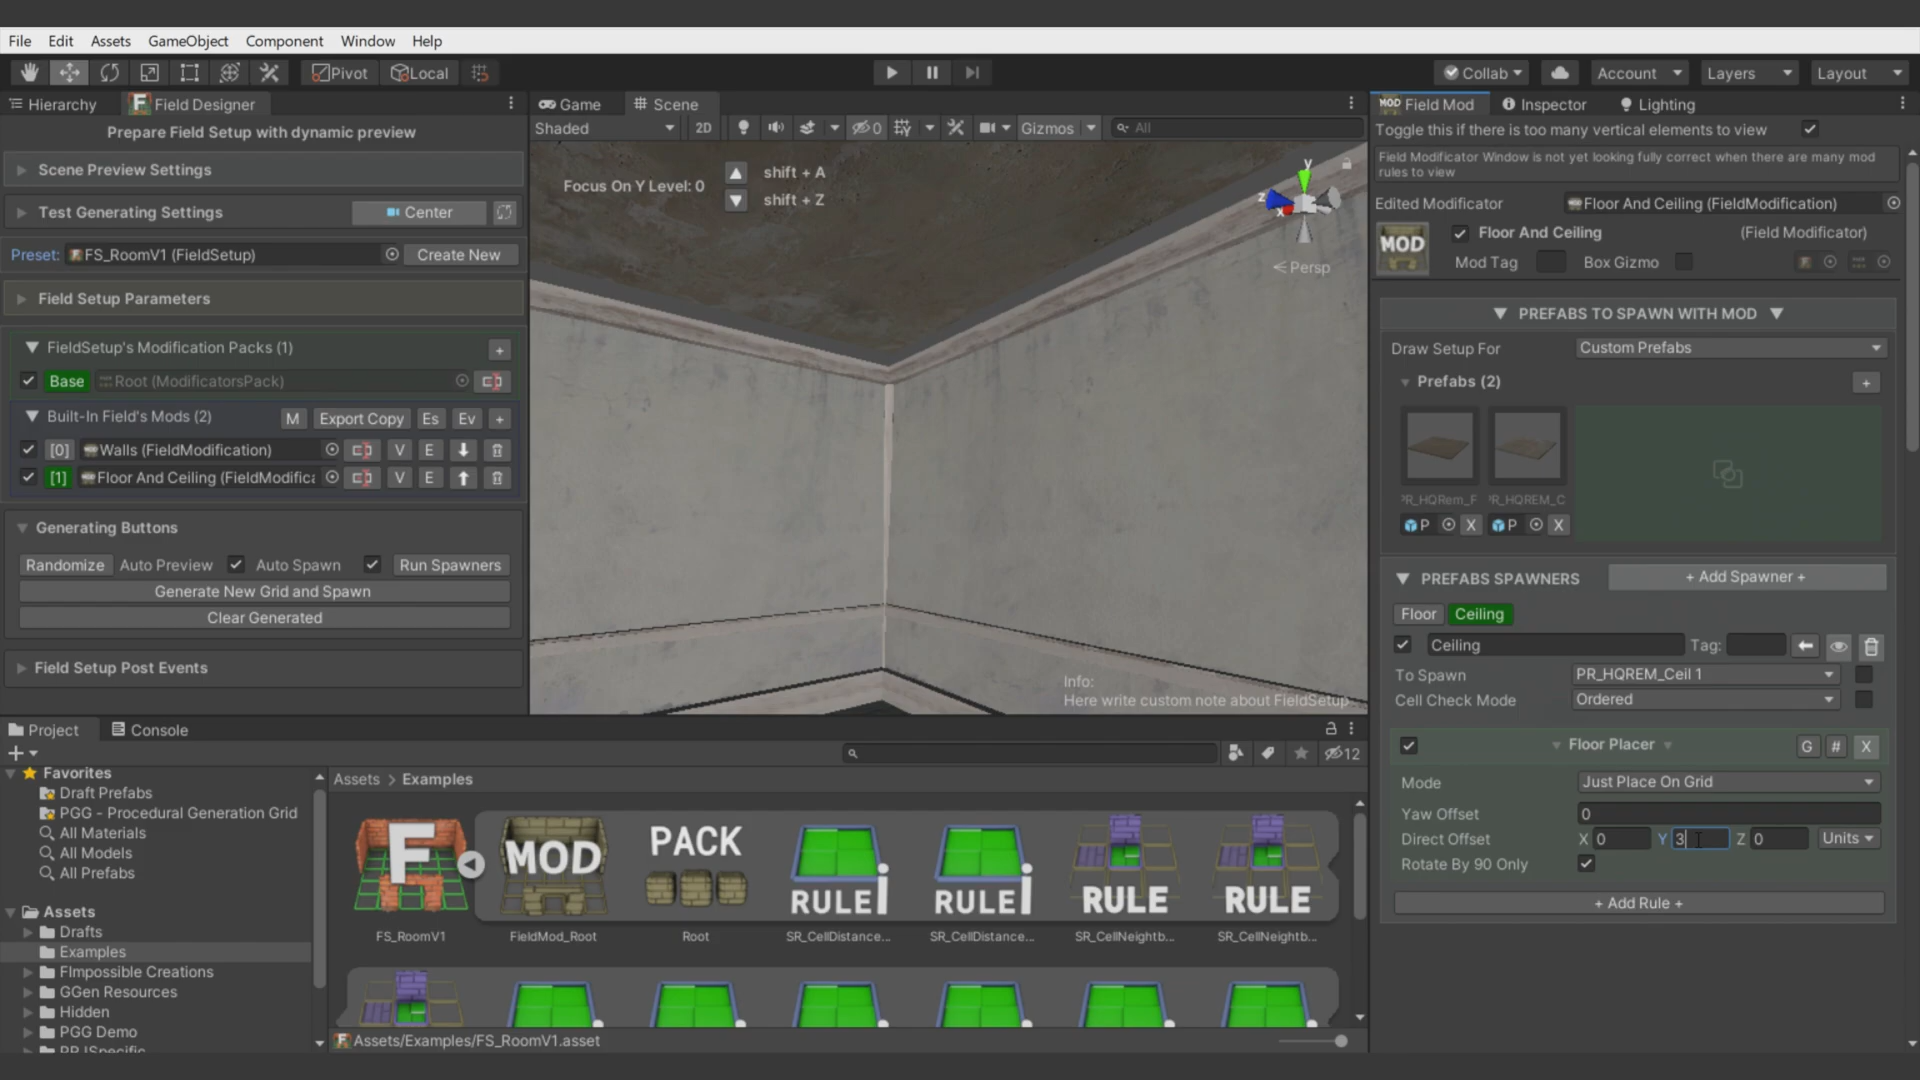 File Edit Assets GameObject Component Window Help
Pivot Local Collab Account Layers Layout
Hierarchy Field Designer
Prepare Field Setup with dynamic preview
Scene Preview Settings
Test Generating Settings Center
Preset: FS_RoomV1 (FieldSetup) Create New
Field Setup Parameters
FieldSetup's Modification Packs (1) +
Base Root (ModificatorsPack)
Built-In Field's Mods (2) M Export Copy Es Ev +
[0] Walls (FieldModification) V E
[1] Floor And Ceiling (FieldModifica V E
Generating Buttons
Randomize Auto Preview Auto Spawn Run Spawners
Generate New Grid and Spawn
Clear Generated
Field Setup Post Events
Game Scene
Shaded 2D 0 Gizmos All
Focus On Y Level: 0
shift + A
shift + Z
y
z
x
Persp
Info:
Here write custom note about FieldSetup
Project Console
12
Favorites
Draft Prefabs
PGG - Procedural Generation Grid
All Materials
All Models
All Prefabs
Assets
Drafts
Examples
FImpossible Creations
GGen Resources
Hidden
PGG Demo
Assets > Examples
F
MOD
PACK
RULE
RULE
RULE
RULE
FS_RoomV1
FieldMod_Root
Root
SR_CellDistance...
SR_CellDistance...
SR_CellNeightb...
SR_CellNeightb...
Assets/Examples/FS_RoomV1.asset
MOD Field Mod Inspector Lighting
Toggle this if there is too many vertical elements to view
Field Modificator Window is not yet looking fully correct when there are many mod
rules to view
Edited Modificator Floor And Ceiling (FieldModification)
MOD Floor And Ceiling (Field Modificator)
Mod Tag Box Gizmo
PREFABS TO SPAWN WITH MOD
Draw Setup For Custom Prefabs
Prefabs (2) +
PR_HQRem_F PR_HQREM_C
P X P X
PREFABS SPAWNERS + Add Spawner +
Floor Ceiling
Ceiling Tag:
To Spawn PR_HQREM_Ceil 1
Cell Check Mode Ordered
Floor Placer G # X
Mode Just Place On Grid
Yaw Offset 0
Direct Offset X 0 Y 3 Z 0 Units
Rotate By 90 Only
+ Add Rule +